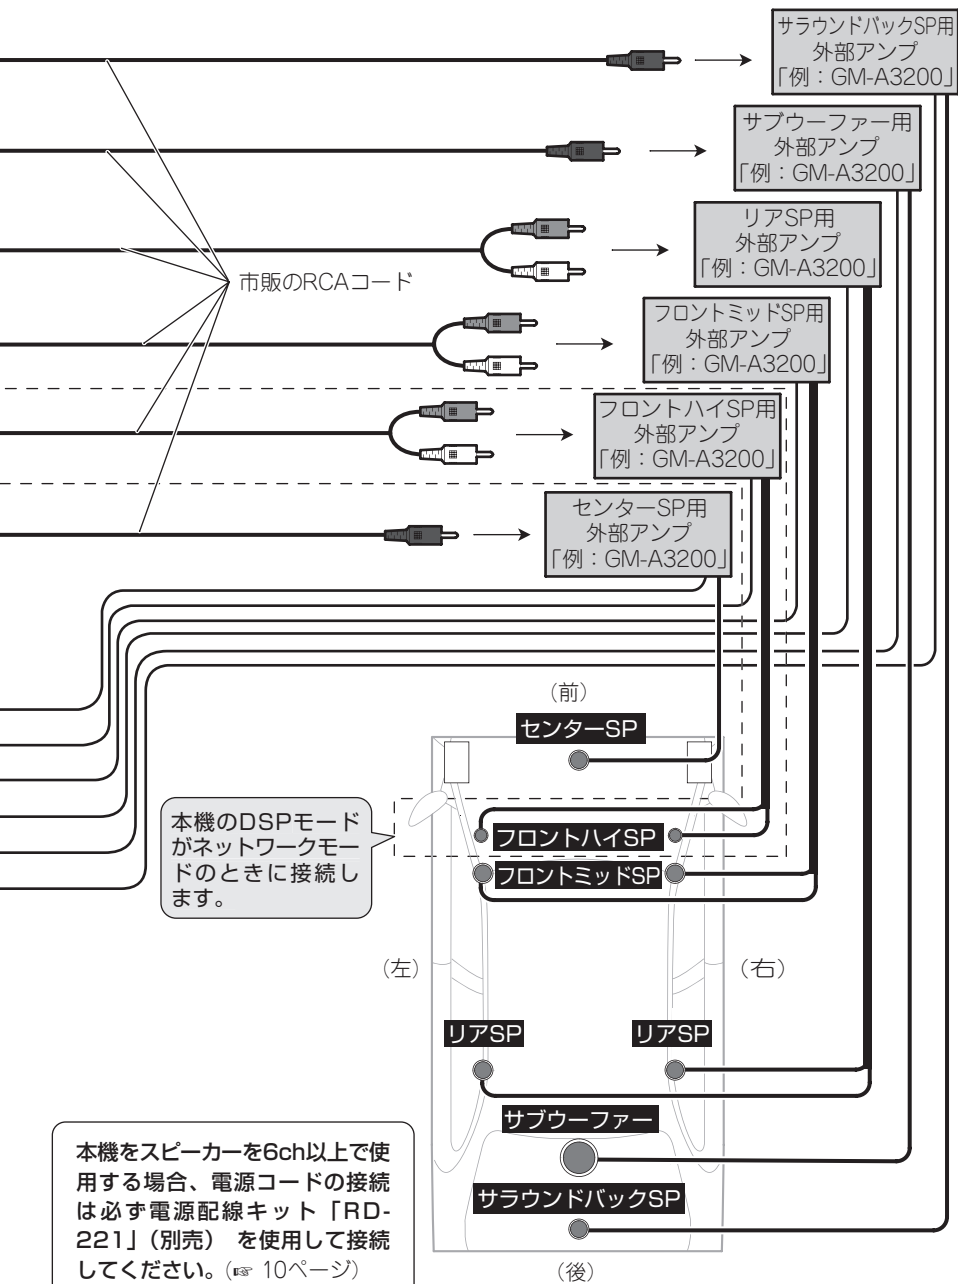 サラウンドバックSP用
外部アンプ
「例：GM-A3200」
サブウーファー用
外部アンプ
「例：GM-A3200」
リアSP用
外部アンプ
「例：GM-A3200」
市販のRCAコード
フロントミッドSP用
外部アンプ
「例：GM-A3200」
フロントハイSP用
外部アンプ
「例：GM-A3200」
センターSP用
外部アンプ
「例：GM-A3200」
（前）
センターSP
本機のDSPモード
がネットワークモー
ドのときに接続し
ます。
フロントハイSP
フロントミッドSP
（左）
（右）
リアSP
リアSP
サブウーファー
サラウンドバックSP
本機をスピーカーを6ch以上で使
用する場合、電源コードの接続
は必ず電源配線キット「RD-
221」（別売） を使用して接続
してください。(☞ 10ページ)
（後）